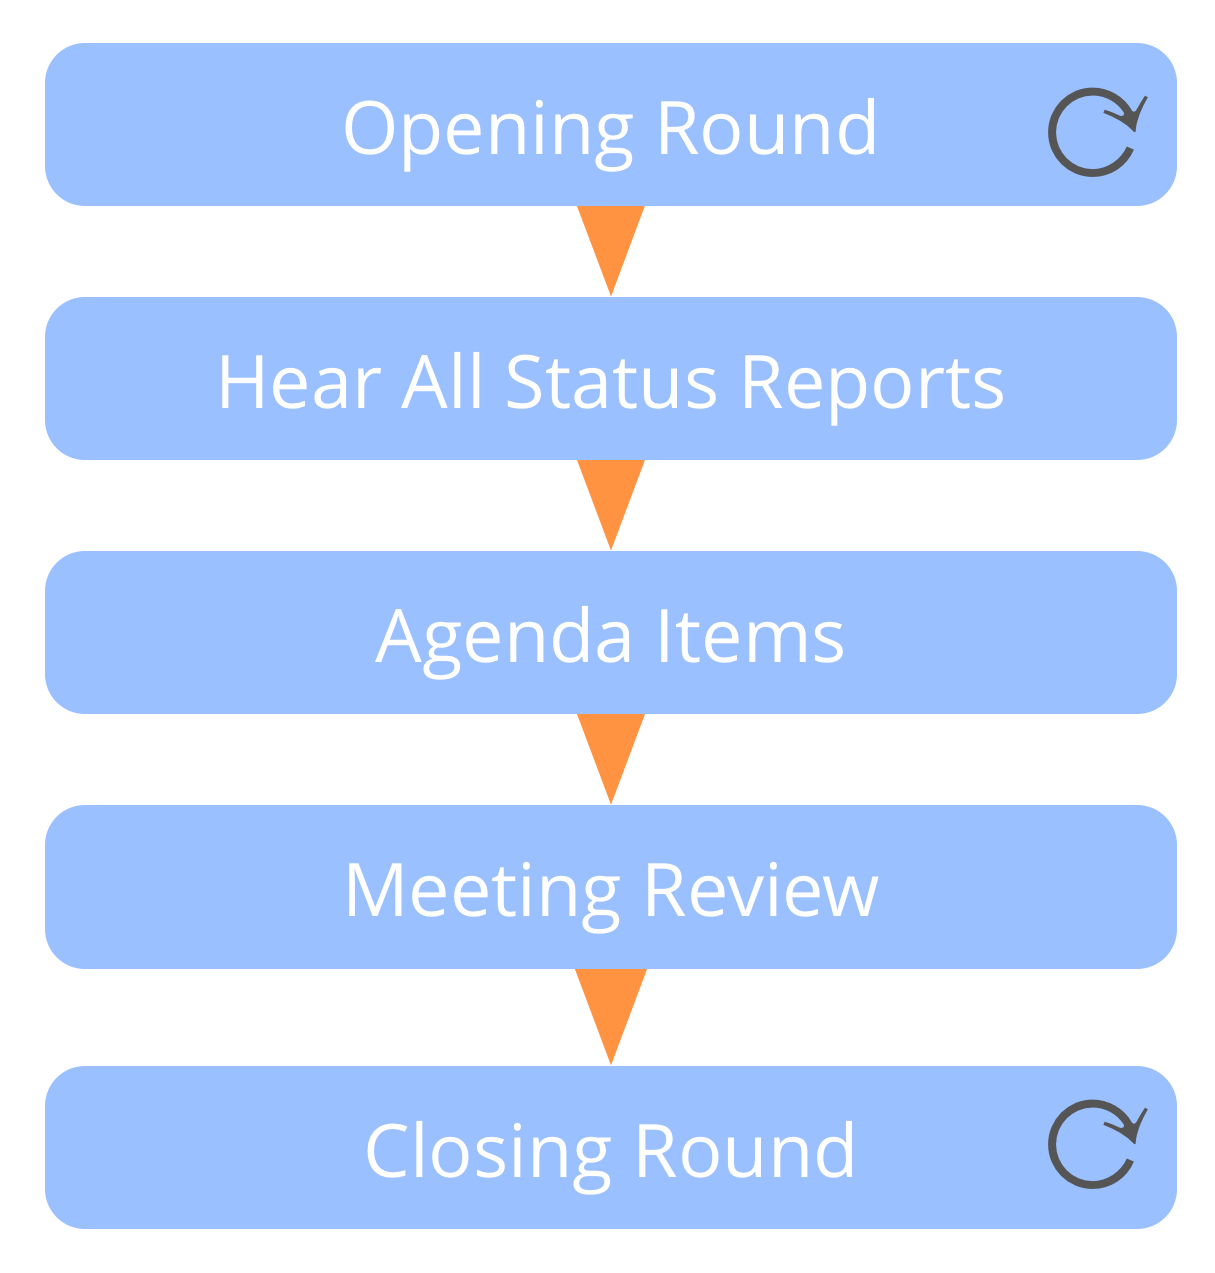 Opening Round
Hear All Status Reports
Agenda Items
Meeting Review
Closing Round